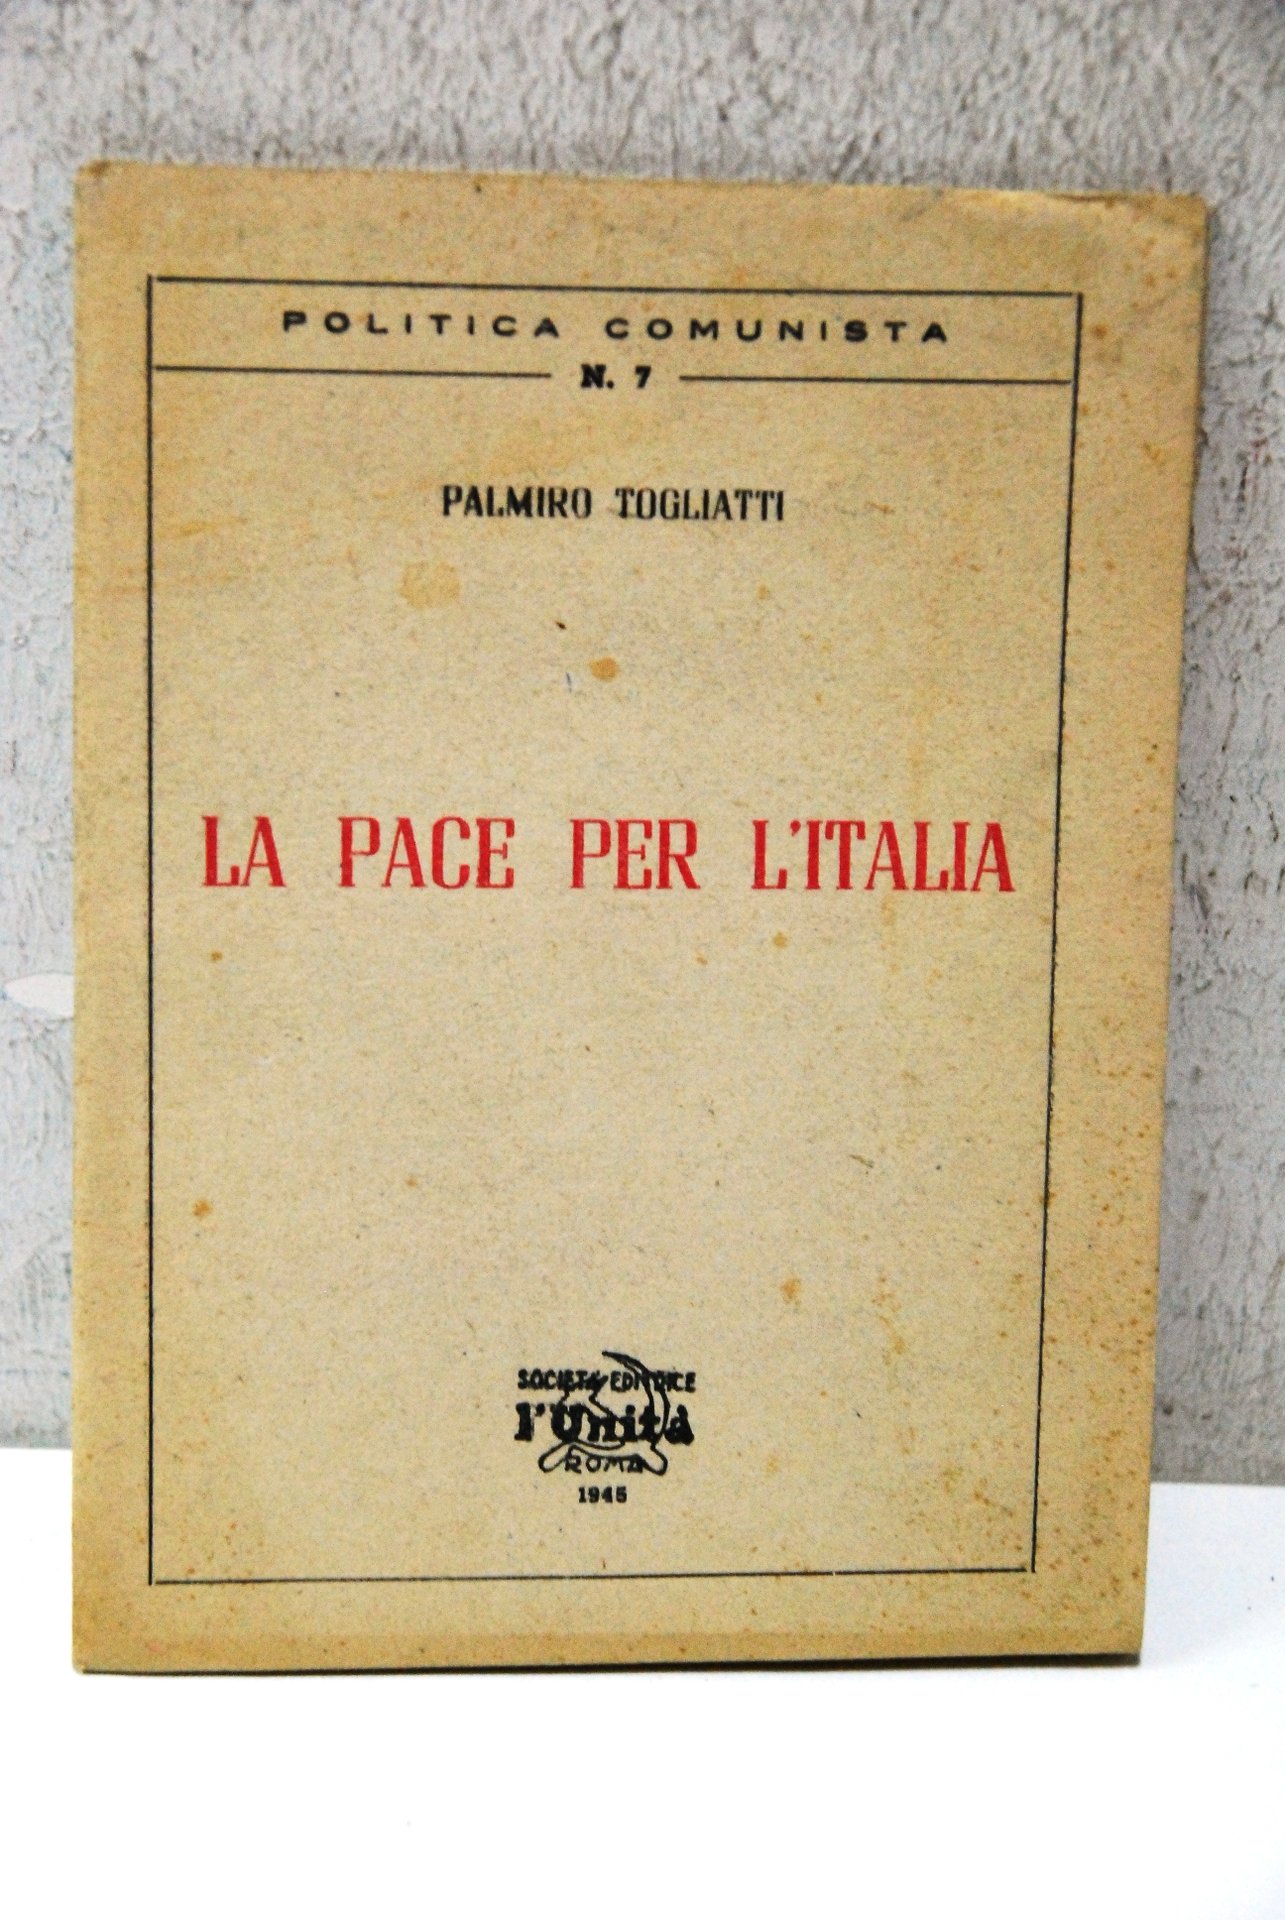 POLITICA COMUNISTA
N. 7
PALMIRO TOGLIATTI
LA PACE PER L'ITALIA
SOCIETÀ EDITRICE
l'Unità
ROMA
1945